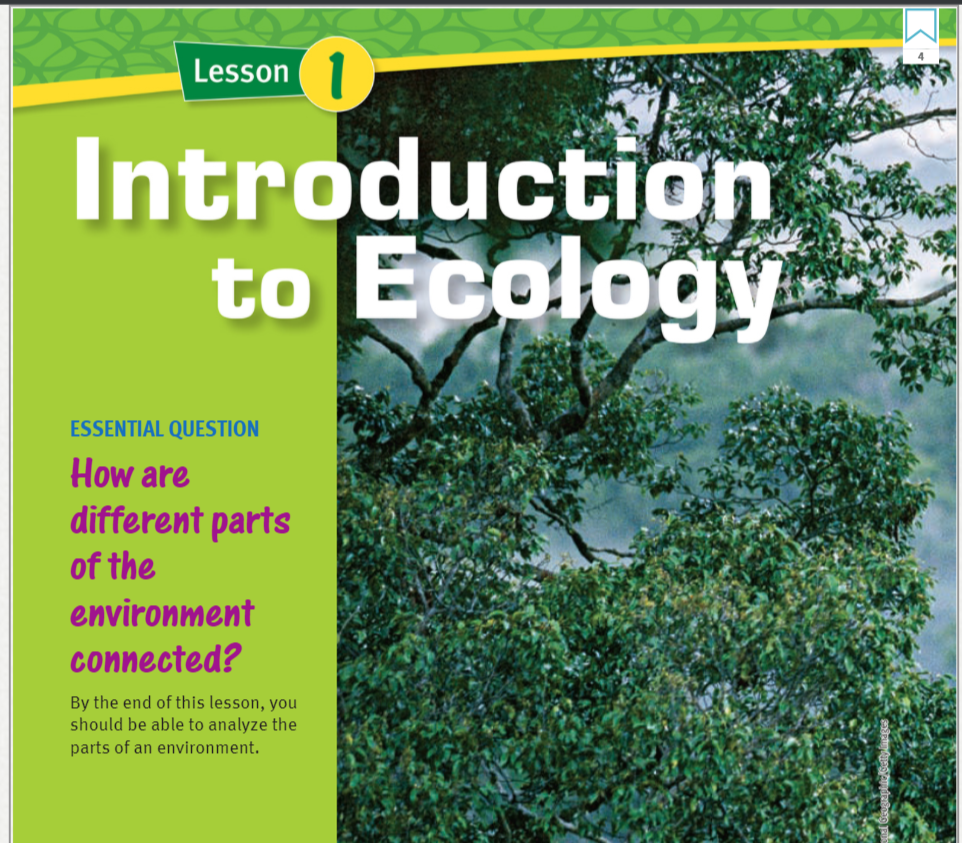 Lesson 1
4
Introduction
to Ecology
ESSENTIAL QUESTION
How are
different parts
of the
environment
connected?
By the end of this lesson, you
should be able to analyze the
parts of an environment.
Getty Images